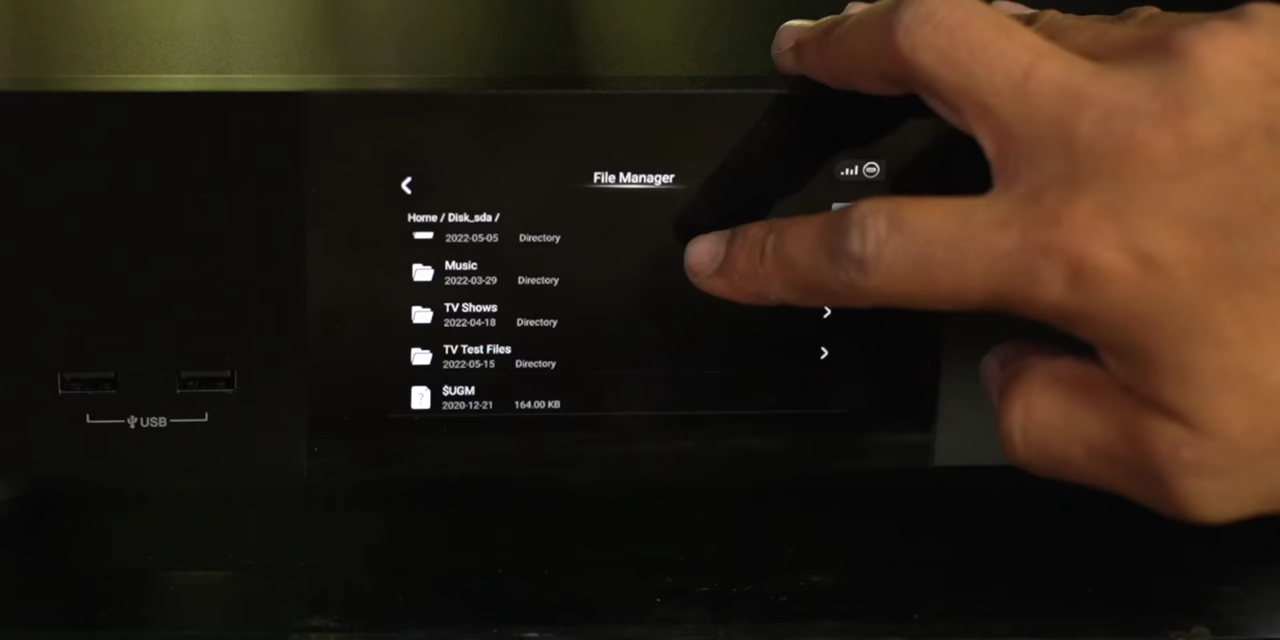 File Manager
Home / Disk_sda /
2022-05-05 Directory
Music
2022-03-29 Directory
TV Shows
2022-04-18 Directory
TV Test Files
2022-05-15 Directory
?
$UGM
2020-12-21 164.00 KB
USB